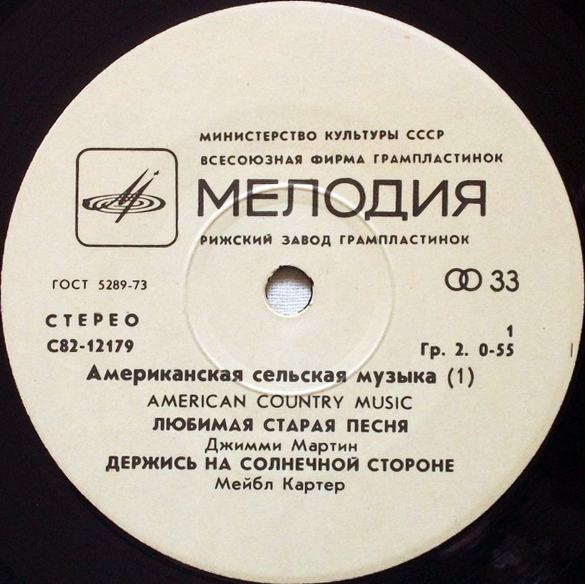 МИНИСТЕРСТВО КУЛЬТУРЫ СССР
ВСЕСОЮЗНАЯ ФИРМА ГРАМПЛАСТИНОК
МЕЛОДИЯ
РИЖСКИЙ ЗАВОД ГРАМПЛАСТИНОК
ГОСТ 5289-73
33
СТЕРЕО
1
С82-12179
Гр. 2. 0-55
Американская сельская музыка (1)
AMERICAN COUNTRY MUSIC
ЛЮБИМАЯ СТАРАЯ ПЕСНЯ
Джимми Мартин
ДЕРЖИСЬ НА СОЛНЕЧНОЙ СТОРОНЕ
Мейбл Картер